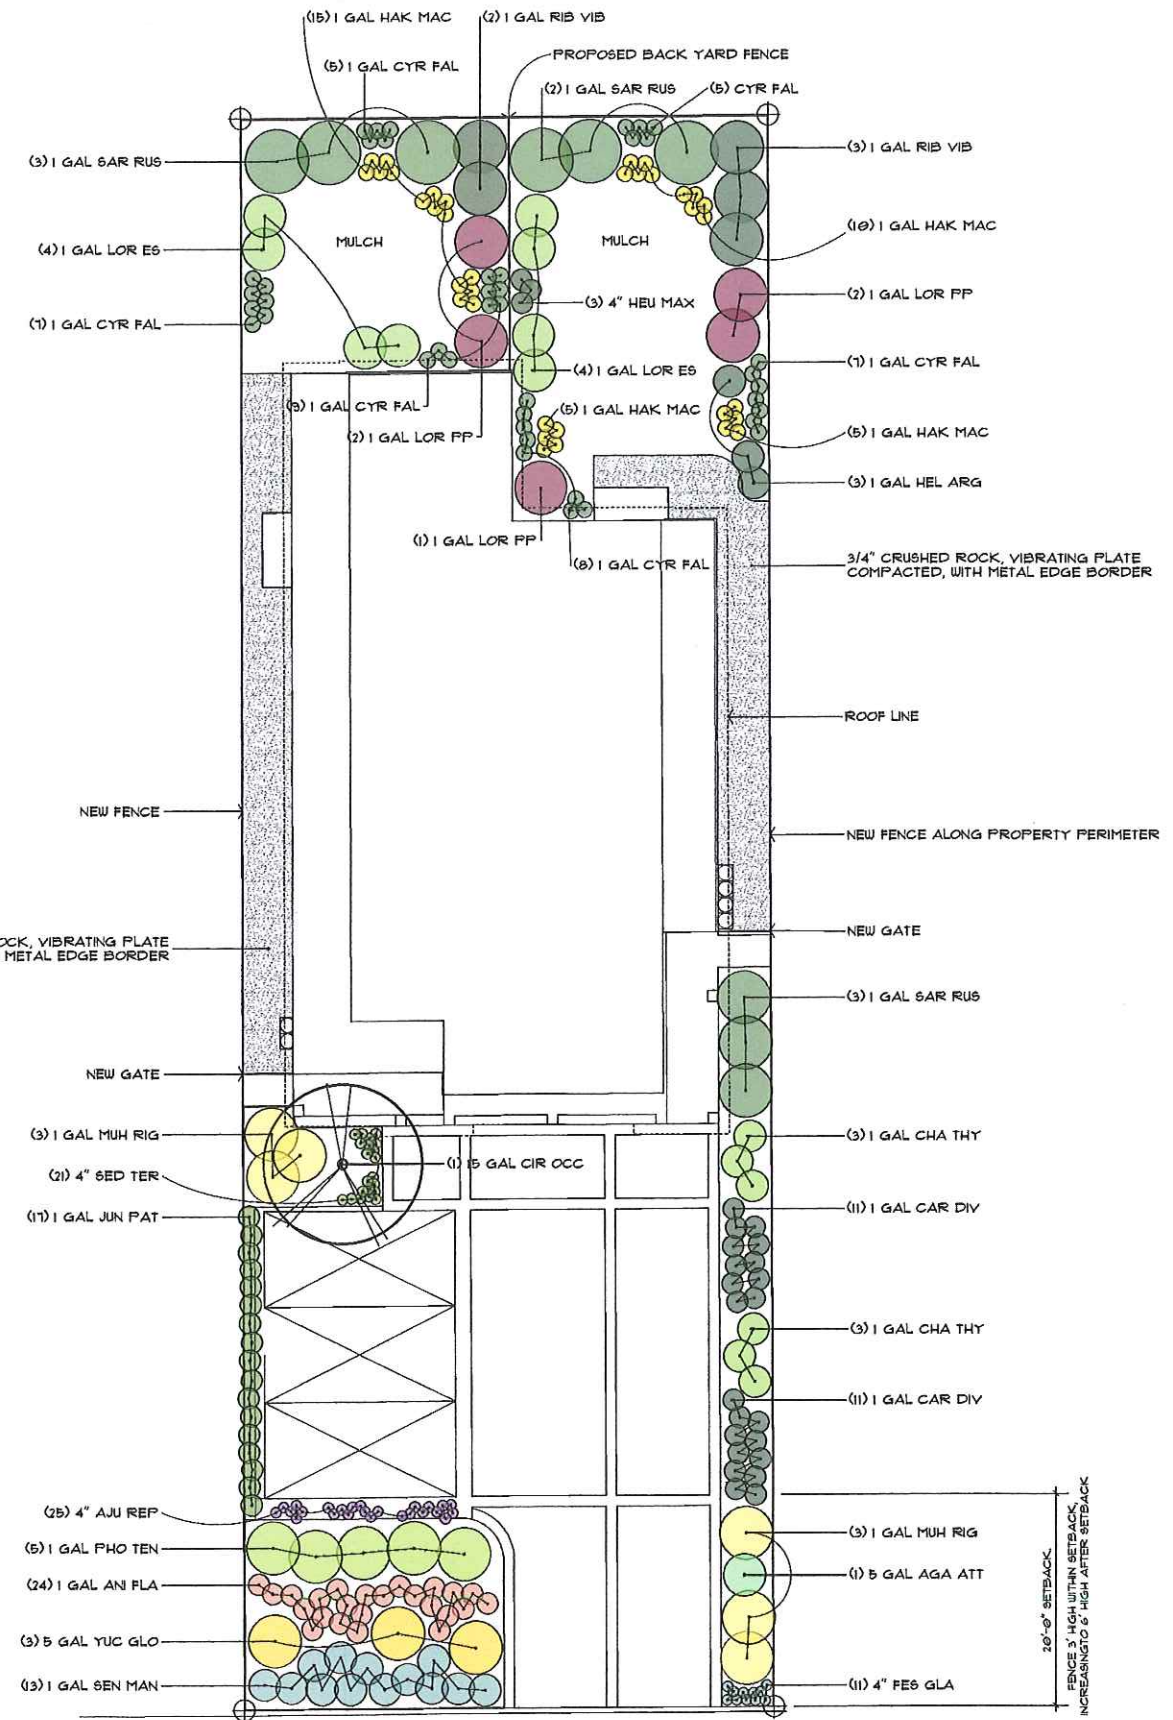 (15) 1 GAL HAK MAC
(2) 1 GAL RIB VIB
PROPOSED BACK YARD FENCE
(5) 1 GAL CYR FAL
(2) 1 GAL SAR RUS
(5) CYR FAL
(3) 1 GAL SAR RUS
(3) 1 GAL RIB VIB
(10) 1 GAL HAK MAC
MULCH
MULCH
(4) 1 GAL LOR ES
(2) 1 GAL LOR PP
(3) 4" HEU MAX
(7) 1 GAL CYR FAL
(7) 1 GAL CYR FAL
(4) 1 GAL LOR ES
(3) 1 GAL CYR FAL
(5) 1 GAL HAK MAC
(5) 1 GAL HAK MAC
(2) 1 GAL LOR PP
(3) 1 GAL HEL ARG
(1) 1 GAL LOR PP
(8) 1 GAL CYR FAL
3/4" CRUSHED ROCK, VIBRATING PLATE
COMPACTED, WITH METAL EDGE BORDER
ROOF LINE
NEW FENCE
NEW FENCE ALONG PROPERTY PERIMETER
NEW GATE
OCK, VIBRATING PLATE
METAL EDGE BORDER
(3) 1 GAL SAR RUS
NEW GATE
(3) 1 GAL MUH RIG
(3) 1 GAL CHA THY
(1) 15 GAL CIR OCC
(21) 4" SED TER
(17) 1 GAL JUN PAT
(11) 1 GAL CAR DIV
(3) 1 GAL CHA THY
(11) 1 GAL CAR DIV
(25) 4" AJU REP
(3) 1 GAL MUH RIG
(5) 1 GAL PHO TEN
(1) 5 GAL AGA ATT
(24) 1 GAL ANI FLA
(3) 5 GAL YUC GLO
(13) 1 GAL SEN MAN
(11) 4" FES GLA
20'-0" SETBACK.
FENCE 3' HIGH WITHIN SETBACK,
INCREASING TO 6' HIGH AFTER SETBACK